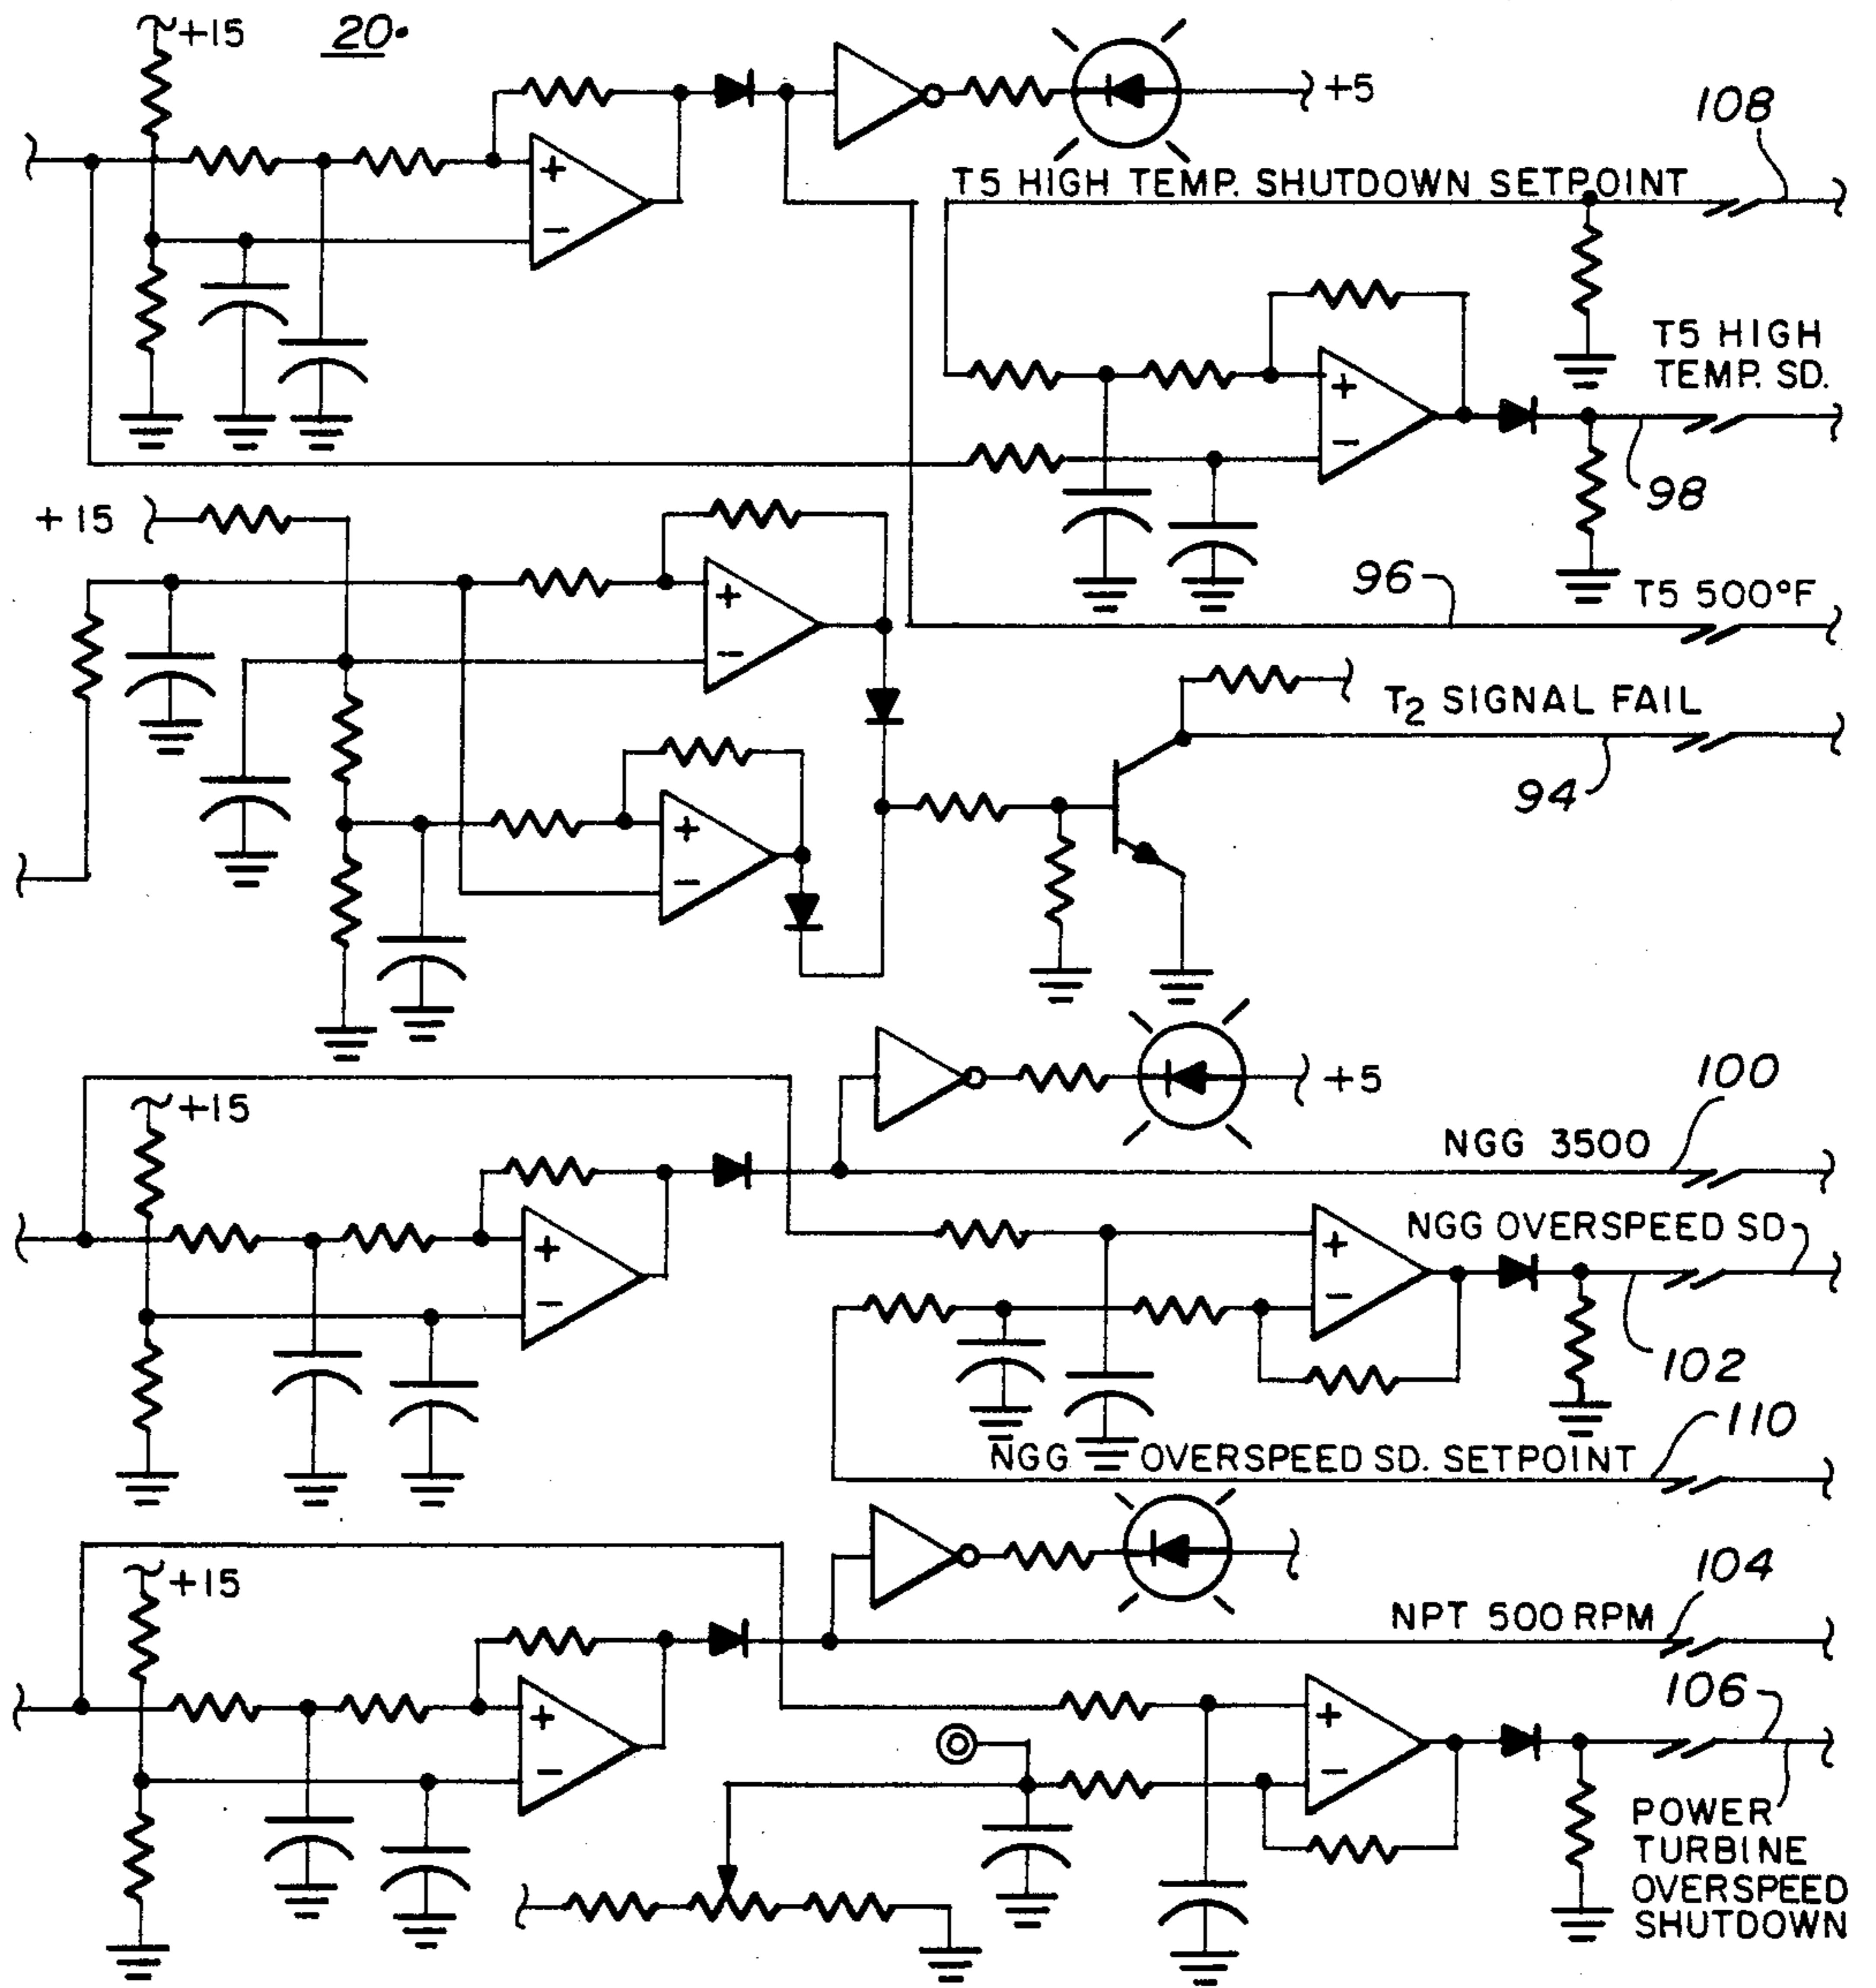 +15
20
+5
108
T5 HIGH TEMP. SHUTDOWN SETPOINT
+
−
T5 HIGH
TEMP. SD.
+
−
98
+15
96
T5 500°F
+
−
T2 SIGNAL FAIL
94
+
−
+5
100
+15
NGG 3500
NGG OVERSPEED SD
+
−
+
−
102
110
NGG OVERSPEED SD. SETPOINT
+15
104
NPT 500 RPM
106
+
−
+
−
POWER
TURBINE
OVERSPEED
SHUTDOWN